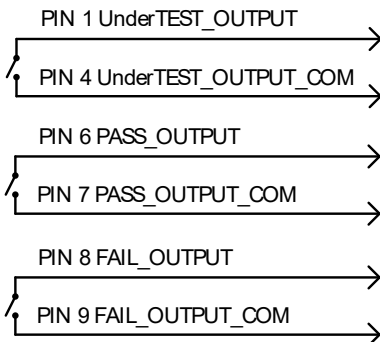 PIN 1 UnderTEST_OUTPUT
PIN 4 UnderTEST_OUTPUT_COM
PIN 6 PASS_OUTPUT
PIN 7 PASS_OUTPUT_COM
PIN 8 FAIL_OUTPUT
PIN 9 FAIL_OUTPUT_COM